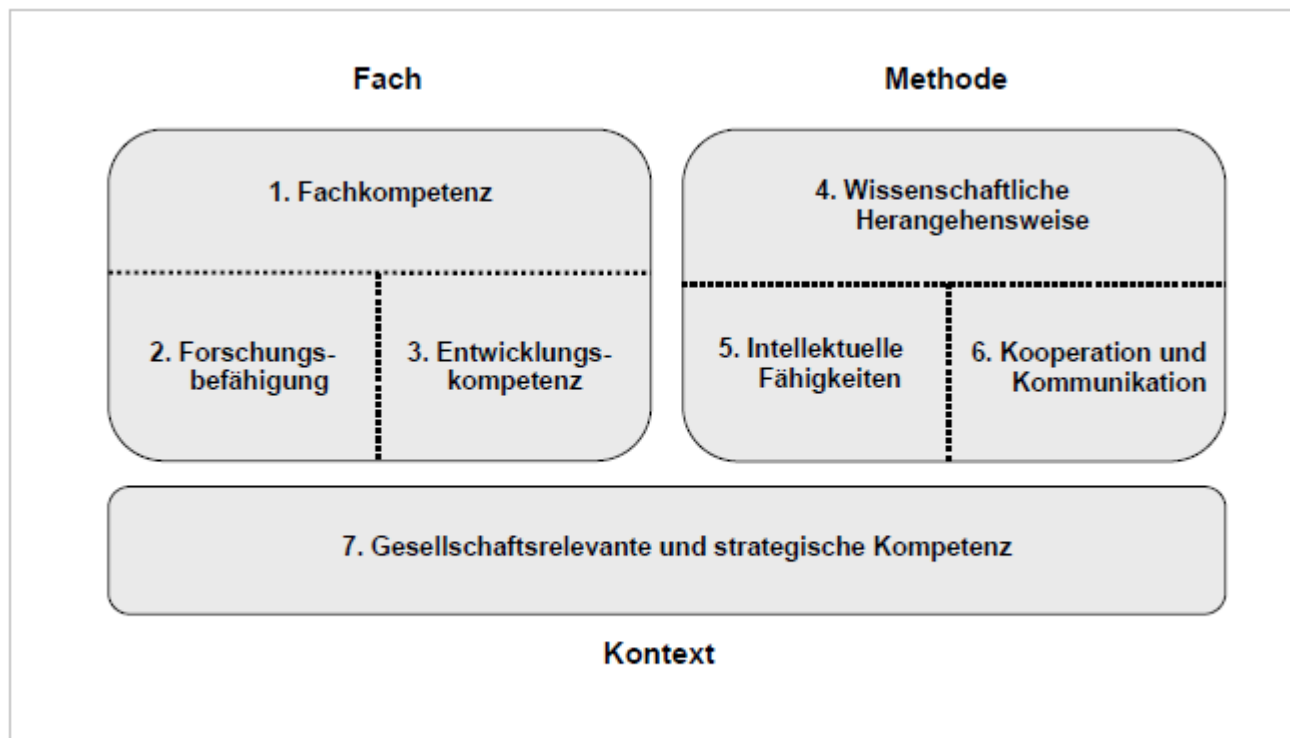 Fach
Methode
1. Fachkompetenz
4. Wissenschaftliche
Herangehensweise
2. Forschungs-
befähigung
3. Entwicklungs-
kompetenz
5. Intellektuelle
Fähigkeiten
6. Kooperation und
Kommunikation
7. Gesellschaftsrelevante und strategische Kompetenz
Kontext